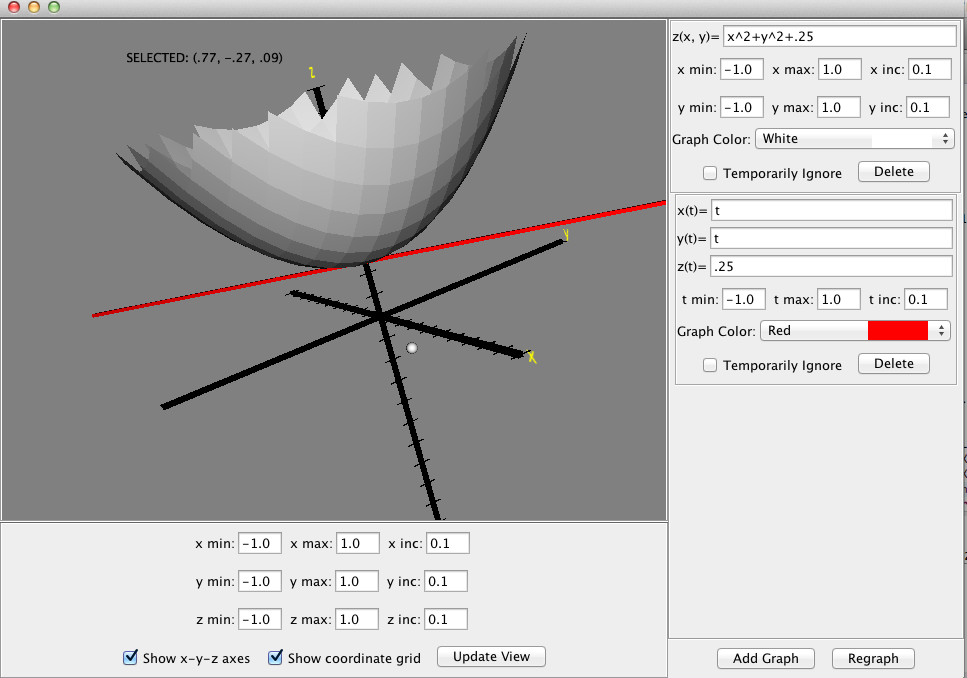 SELECTED: (.77, -.27, .09)
z
y
x
z(x, y)= x^2+y^2+.25
x min: -1.0 x max: 1.0 x inc: 0.1
y min: -1.0 y max: 1.0 y inc: 0.1
Graph Color: White
Temporarily Ignore Delete
x(t)= t
y(t)= t
z(t)= .25
t min: -1.0 t max: 1.0 t inc: 0.1
Graph Color: Red
Temporarily Ignore Delete
x min: -1.0 x max: 1.0 x inc: 0.1
y min: -1.0 y max: 1.0 y inc: 0.1
z min: -1.0 z max: 1.0 z inc: 0.1
Show x-y-z axes Show coordinate grid Update View
Add Graph Regraph